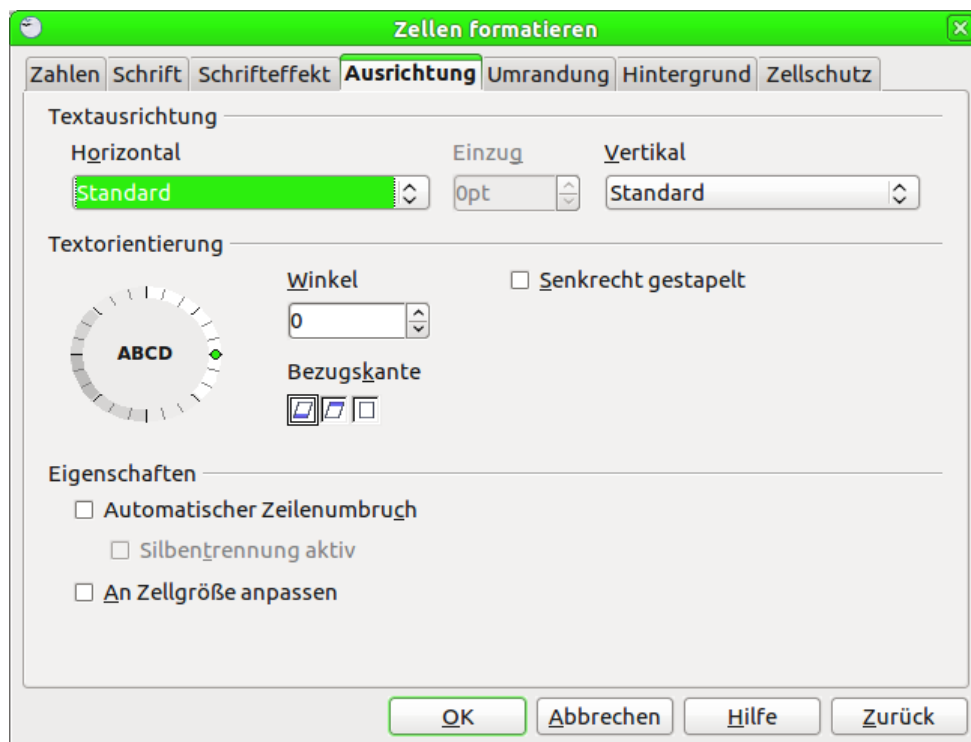 Zellen formatieren
Zahlen Schrift Schrifteffekt Ausrichtung Umrandung Hintergrund Zellschutz
Textausrichtung
Horizontal Einzug Vertikal
Standard 0pt Standard
Textorientierung
Winkel Senkrecht gestapelt
0
ABCD
Bezugskante
Eigenschaften
Automatischer Zeilenumbruch
Silbentrennung aktiv
An Zellgröße anpassen
OK Abbrechen Hilfe Zurück